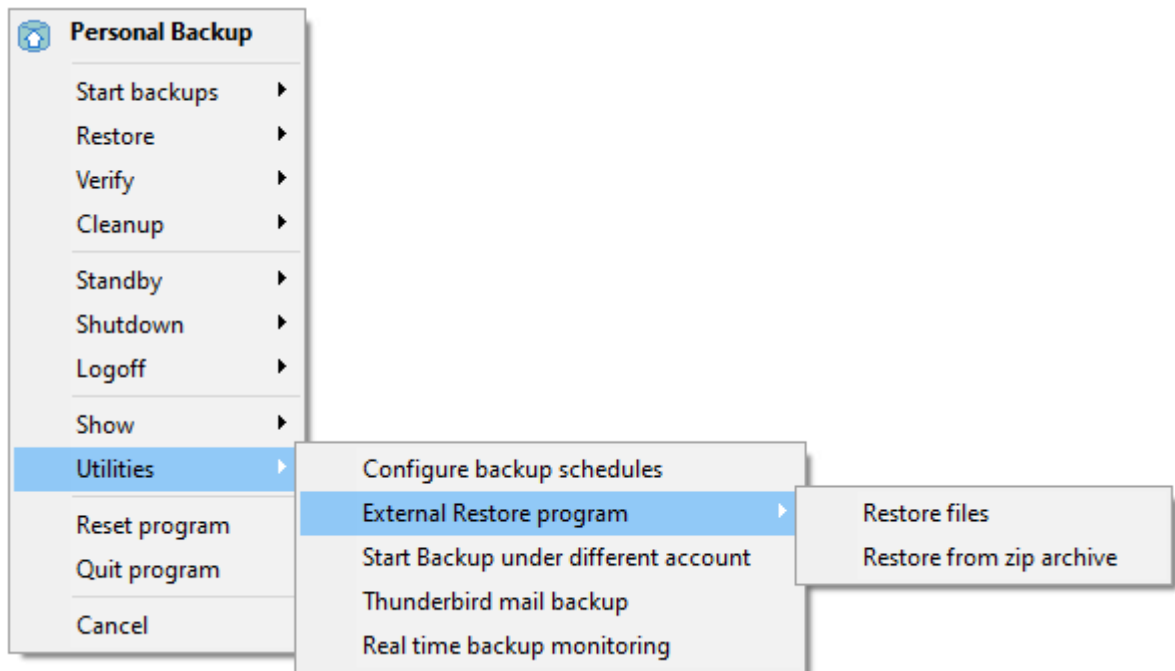 Personal Backup
Start backups
Restore
Verify
Cleanup
Standby
Shutdown
Logoff
Show
Utilities
Reset program
Quit program
Cancel
Configure backup schedules
External Restore program
Start Backup under different account
Thunderbird mail backup
Real time backup monitoring
Restore files
Restore from zip archive